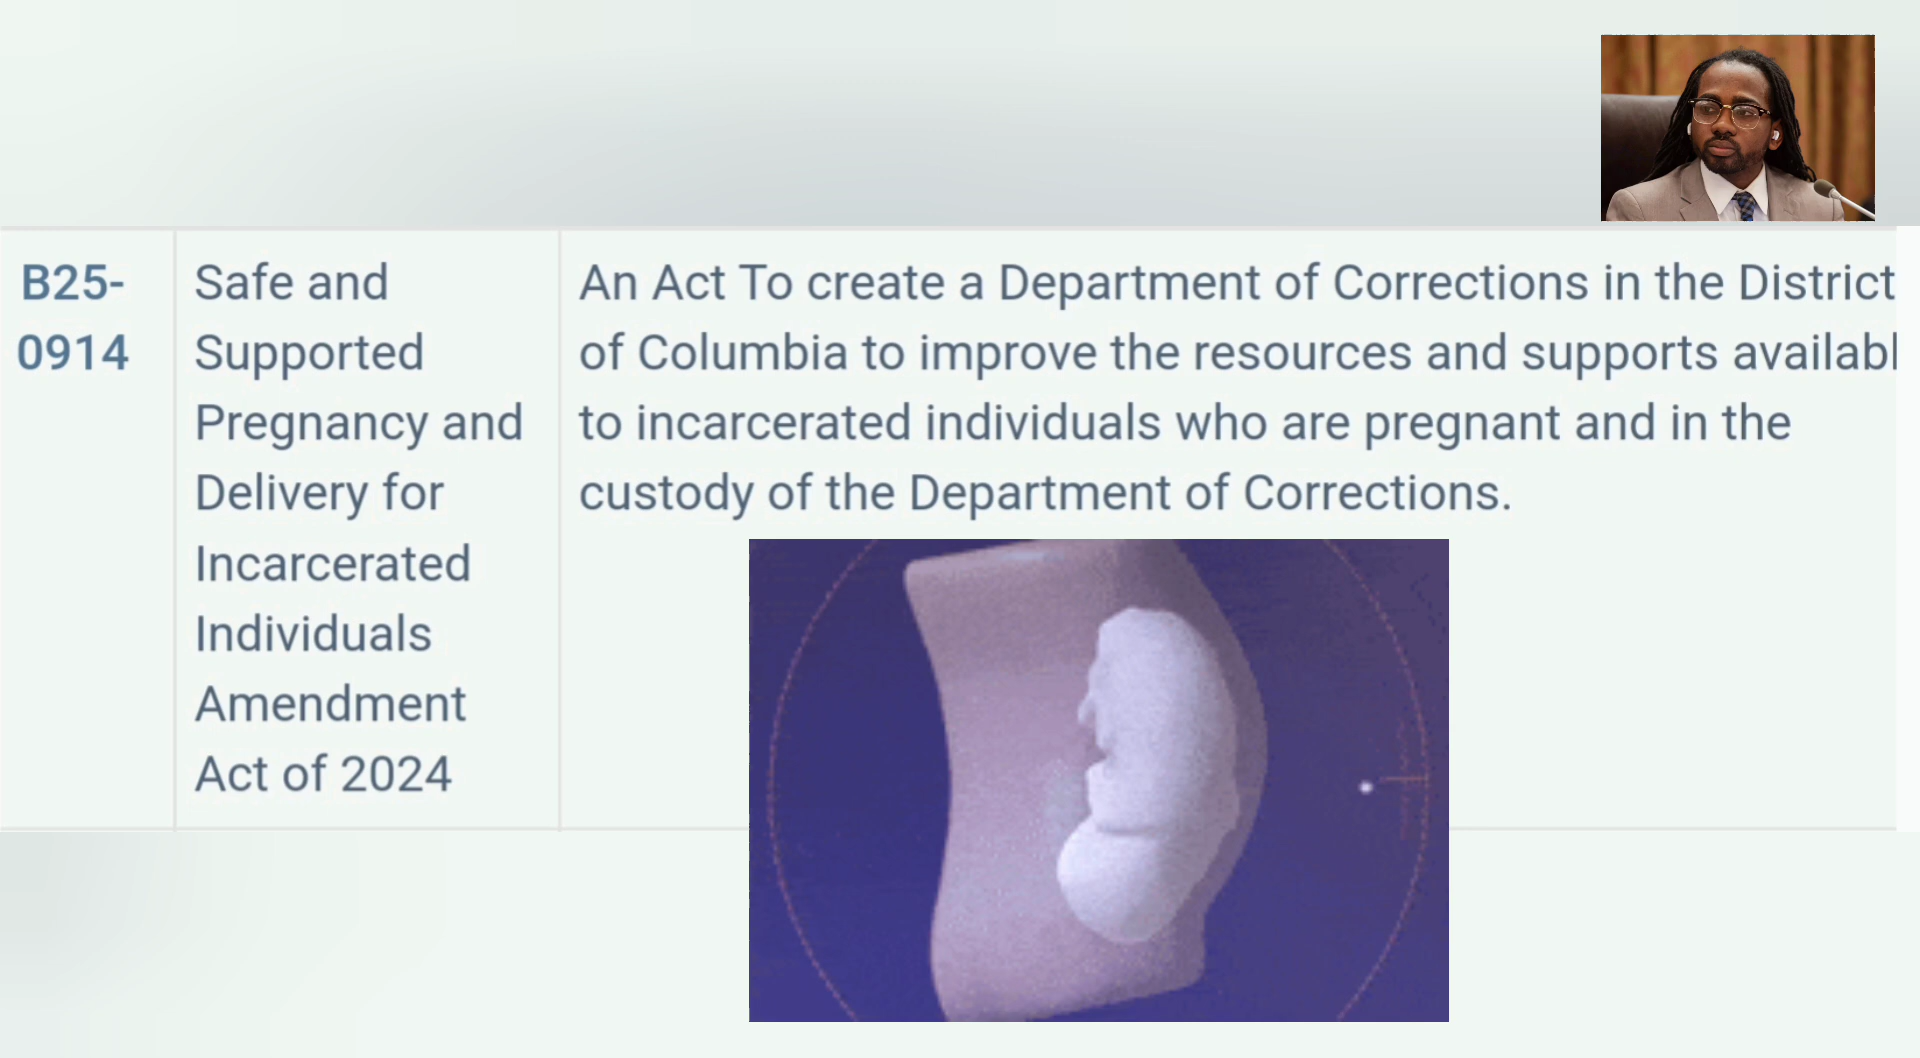 B25-
0914
Safe and
Supported
Pregnancy and
Delivery for
Incarcerated
Individuals
Amendment
Act of 2024
An Act To create a Department of Corrections in the District
of Columbia to improve the resources and supports availabl
to incarcerated individuals who are pregnant and in the
custody of the Department of Corrections.